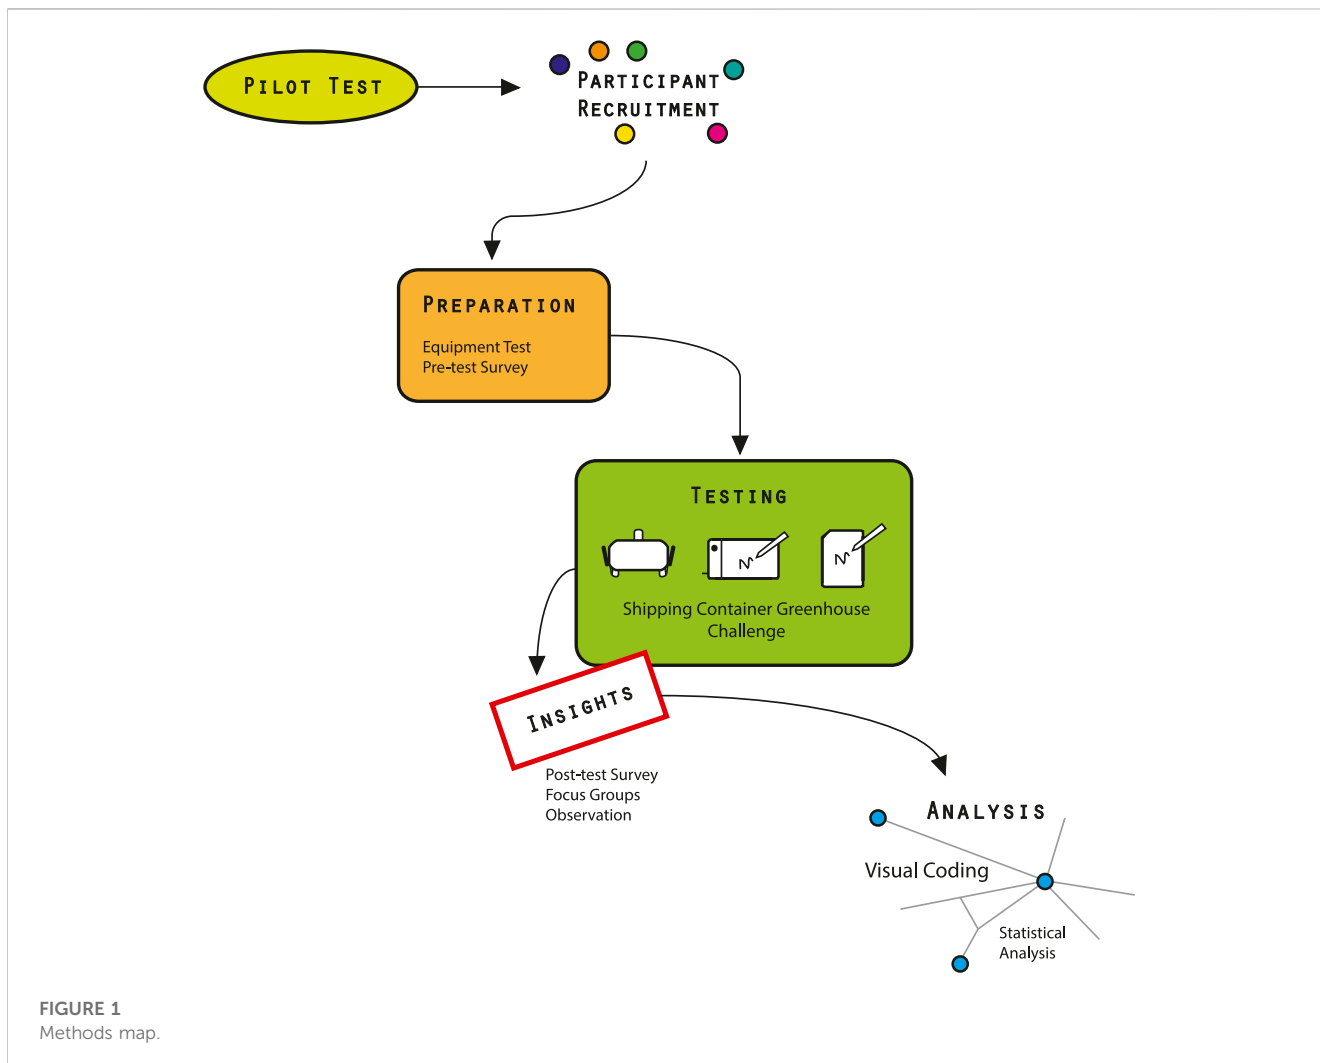 PILOT TEST
PARTICIPANT
RECRUITMENT
PREPARATION
Equipment Test
Pre-test Survey
TESTING
Shipping Container Greenhouse
Challenge
INSIGHTS
Post-test Survey
Focus Groups
Observation
ANALYSIS
Visual Coding
Statistical
Analysis
FIGURE 1
Methods map.